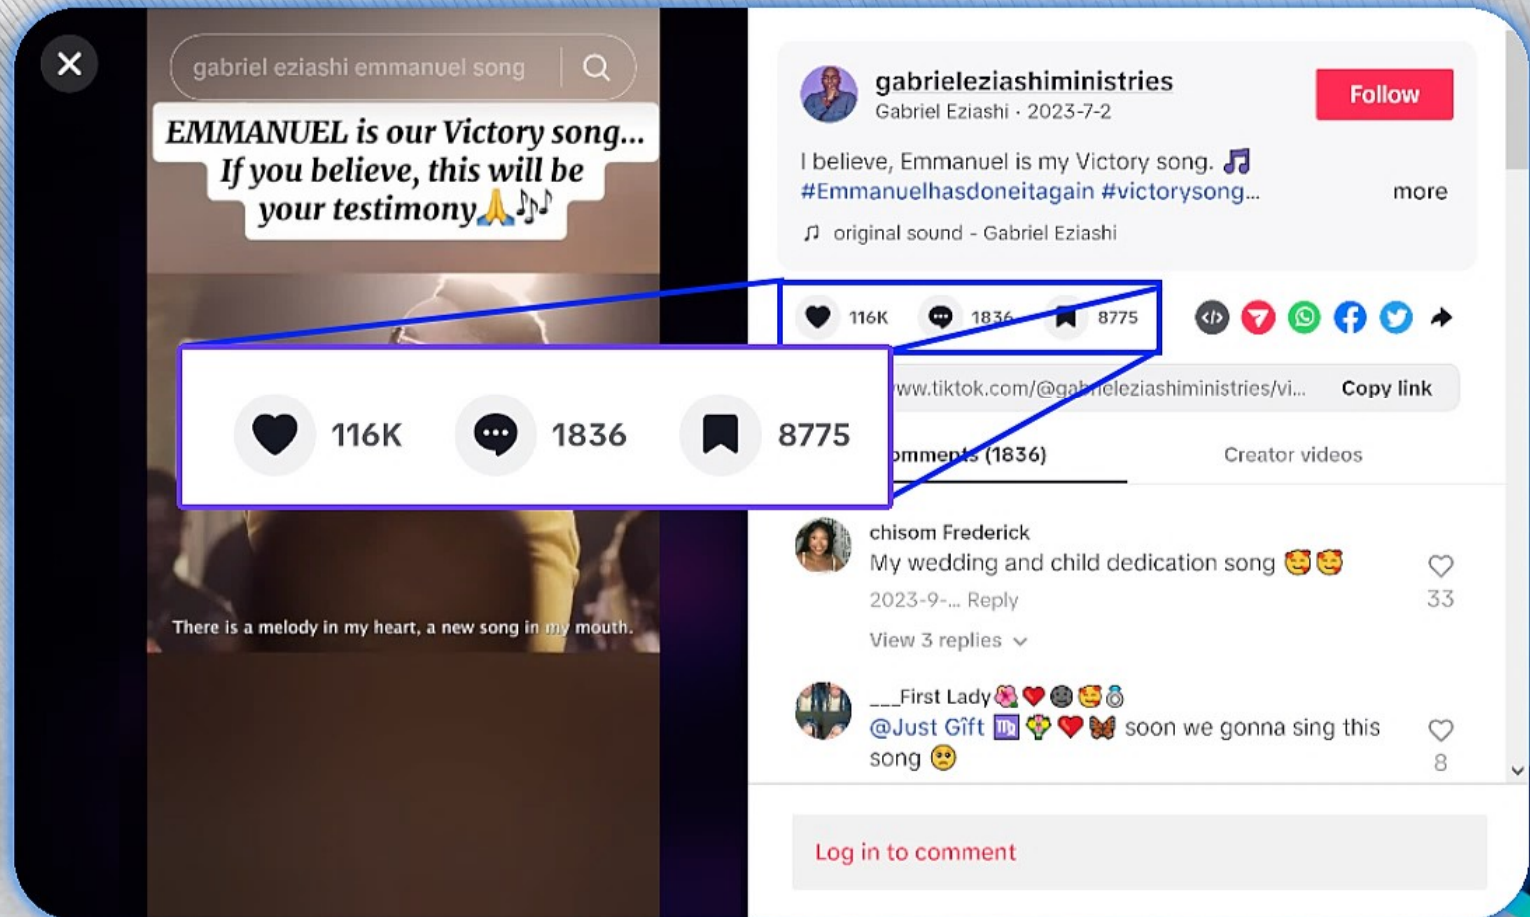 gabriel eziashi emmanuel song
EMMANUEL is our Victory song...
If you believe, this will be
your testimony🙏🎶
116K 1836 8775
There is a melody in my heart, a new song in my mouth.
gabrieleziashiministries
Gabriel Eziashi · 2023-7-2
Follow
I believe, Emmanuel is my Victory song. 🎵
#Emmanuelhasdoneitagain #victorysong... more
original sound - Gabriel Eziashi
116K 1836 8775
ww.tiktok.com/@gabrieleziashiministries/vi... Copy link
omments (1836) Creator videos
chisom Frederick
My wedding and child dedication song 🥰🥰
2023-9-... Reply
33
View 3 replies
___First Lady🌺❤️🌚🥰💍
@Just Gîft ♍💐❤️🦋 soon we gonna sing this
song 🥺
8
Log in to comment